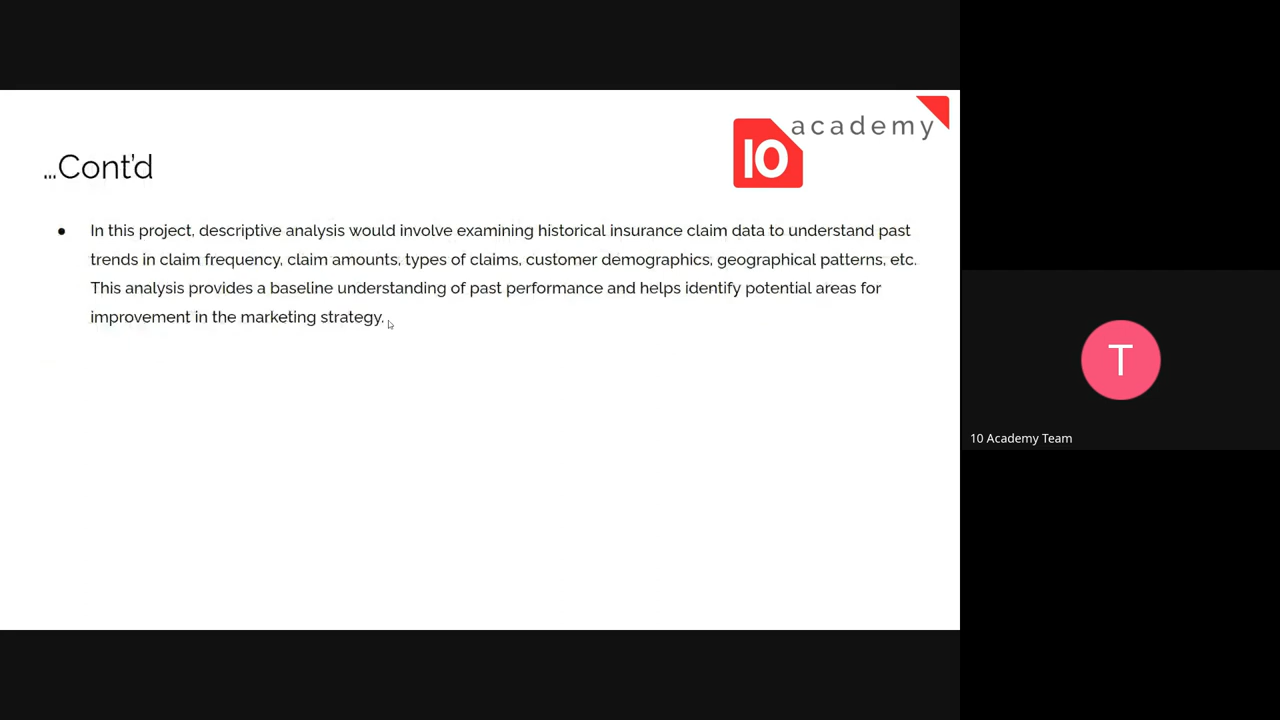 academy
10
...Cont'd
● In this project, descriptive analysis would involve examining historical insurance claim data to understand past
trends in claim frequency, claim amounts, types of claims, customer demographics, geographical patterns, etc.
This analysis provides a baseline understanding of past performance and helps identify potential areas for
improvement in the marketing strategy.
T
10 Academy Team